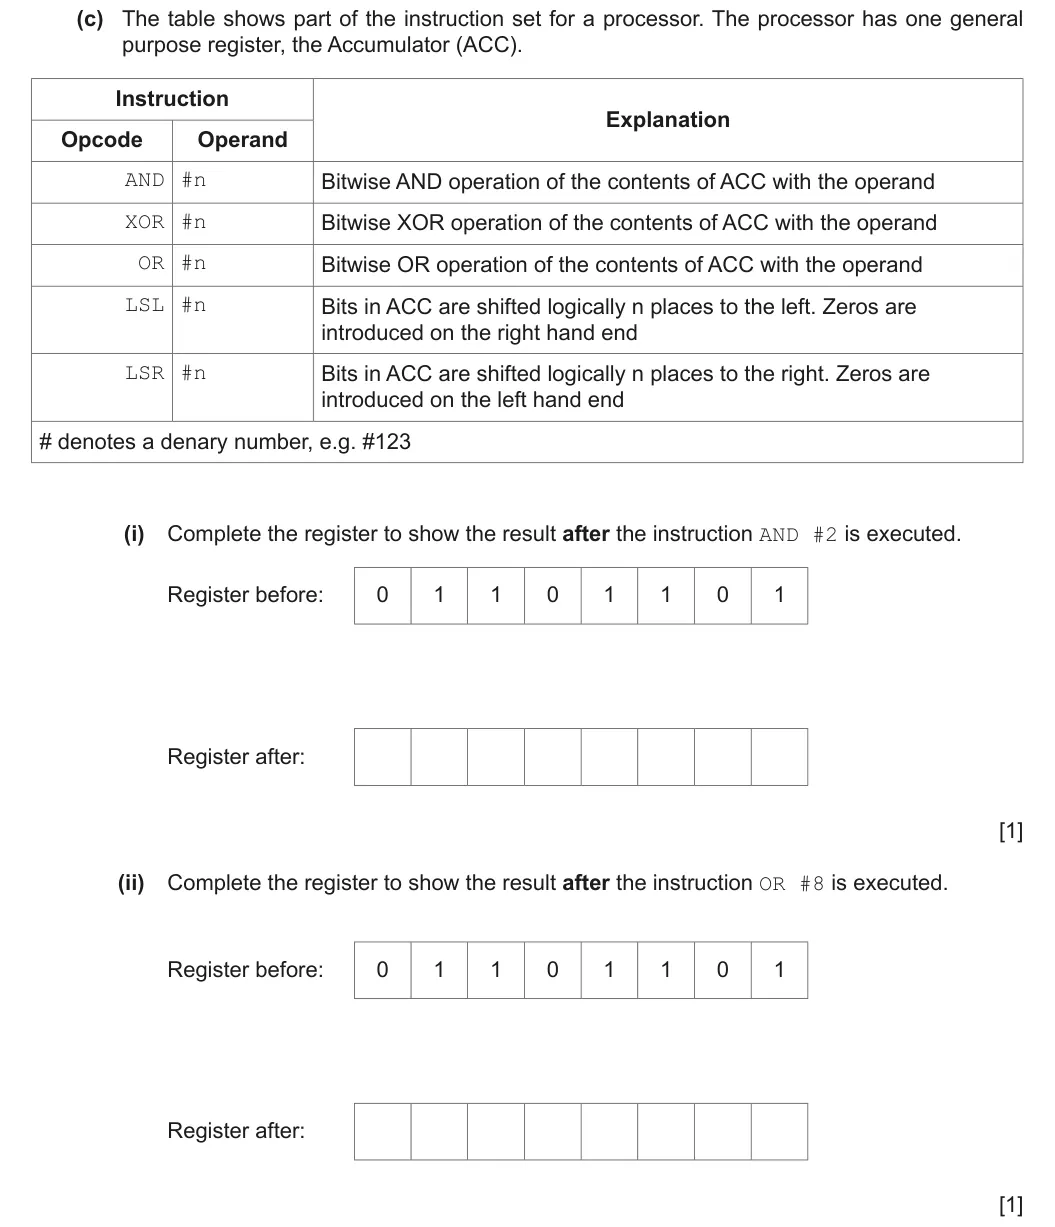 (c) The table shows part of the instruction set for a processor. The processor has one general
purpose register, the Accumulator (ACC).
Instruction
Explanation
Opcode Operand
AND #n Bitwise AND operation of the contents of ACC with the operand
XOR #n Bitwise XOR operation of the contents of ACC with the operand
OR #n Bitwise OR operation of the contents of ACC with the operand
LSL #n Bits in ACC are shifted logically n places to the left. Zeros are
introduced on the right hand end
LSR #n Bits in ACC are shifted logically n places to the right. Zeros are
introduced on the left hand end
# denotes a denary number, e.g. #123
(i) Complete the register to show the result after the instruction AND #2 is executed.
Register before: 0 1 1 0 1 1 0 1
Register after:
[1]
(ii) Complete the register to show the result after the instruction OR #8 is executed.
Register before: 0 1 1 0 1 1 0 1
Register after:
[1]